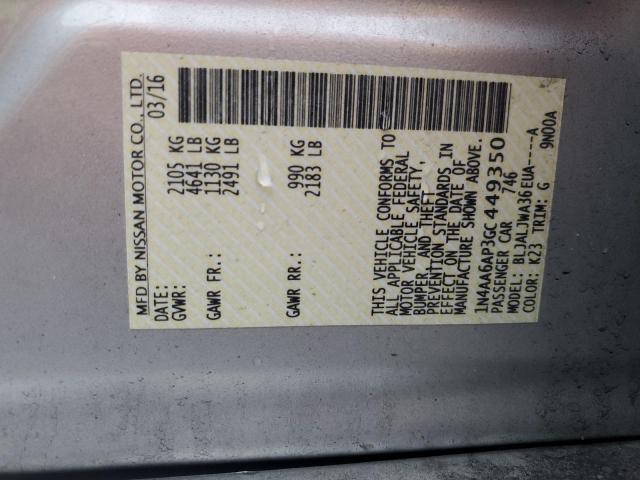 MFD BY NISSAN MOTOR CO., LTD.
DATE: 03/16
GVWR: 2105 KG
4641 LB
GAWR FR.: 1130 KG
2491 LB
GAWR RR.: 990 KG
2183 LB
THIS VEHICLE CONFORMS TO
ALL APPLICABLE FEDERAL
MOTOR VEHICLE SAFETY,
BUMPER, AND THEFT
PREVENTION STANDARDS IN
EFFECT ON THE DATE OF
MANUFACTURE SHOWN ABOVE.
1N4AA6AP3GC449350
PASSENGER CAR 746
MODEL: BLJALJWA36EUA----A
COLOR: K23 TRIM: G 9N00A